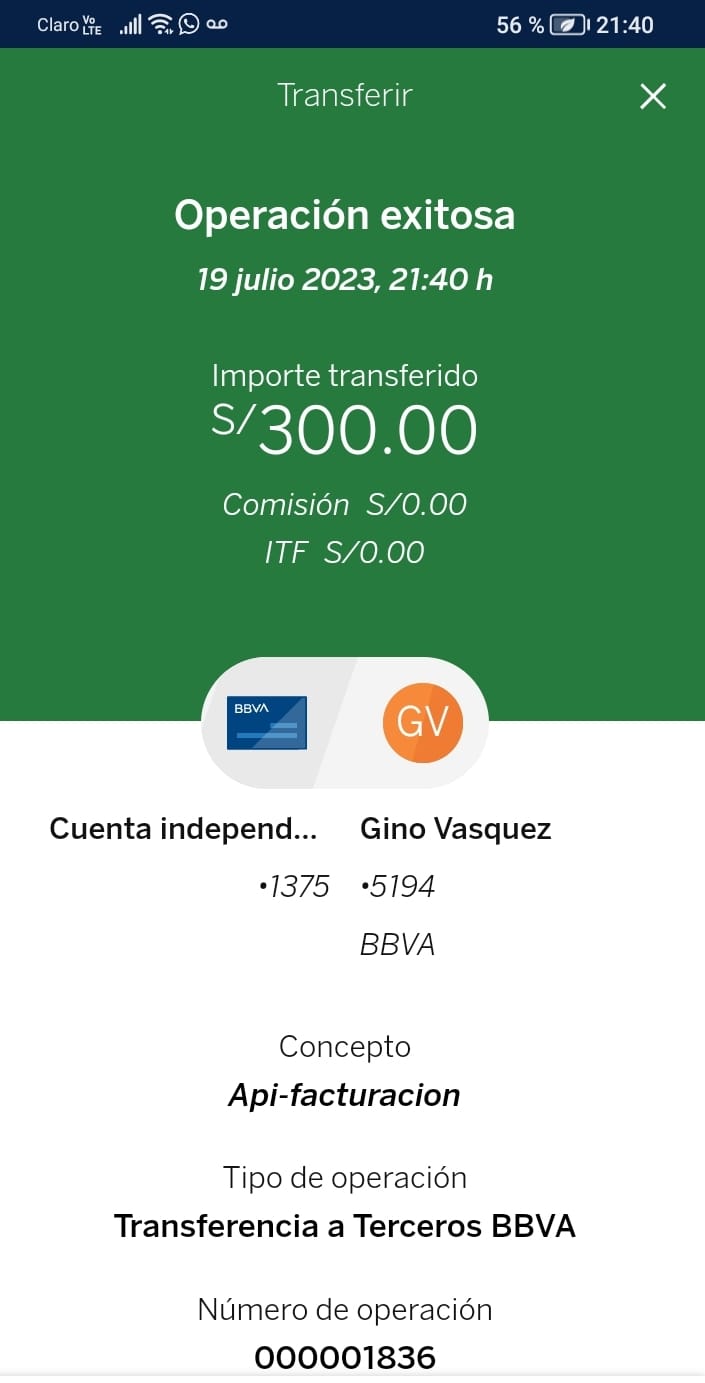 Claro Vo LTE 56 % 21:40
Transferir
Operación exitosa
19 julio 2023, 21:40 h
Importe transferido
S/300.00
Comisión S/0.00
ITF S/0.00
BBVA GV
Cuenta independ... Gino Vasquez
•1375 •5194
BBVA
Concepto
Api-facturacion
Tipo de operación
Transferencia a Terceros BBVA
Número de operación
000001836